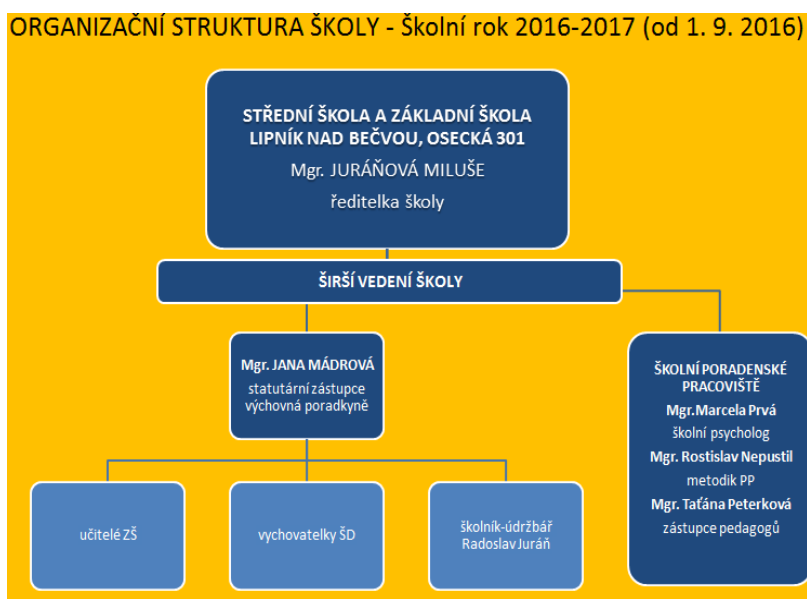 ORGANIZAČNÍ STRUKTURA ŠKOLY - Školní rok 2016-2017 (od 1. 9. 2016)
STŘEDNÍ ŠKOLA A ZÁKLADNÍ ŠKOLA
LIPNÍK NAD BEČVOU, OSECKÁ 301
Mgr. JURÁŇOVÁ MILUŠE
ředitelka školy
ŠIRŠÍ VEDENÍ ŠKOLY
Mgr. JANA MÁDROVÁ
statutární zástupce
výchovná poradkyně
ŠKOLNÍ PORADENSKÉ
PRACOVIŠTĚ
Mgr.Marcela Prvá
školní psycholog
Mgr. Rostislav Nepustil
metodik PP
Mgr. Taťána Peterková
zástupce pedagogů
učitelé ZŠ
vychovatelky ŠD
školník-údržbář
Radoslav Juráň